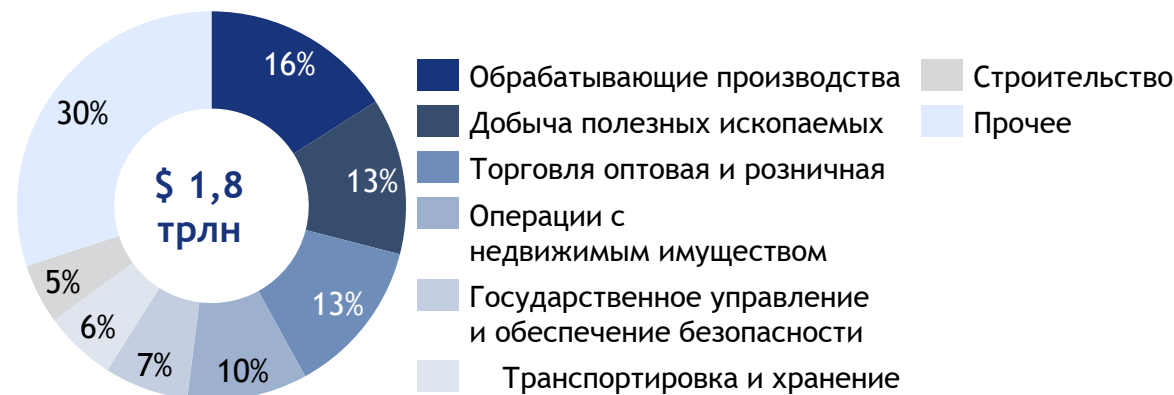 16%
13%
13%
10%
7%
6%
5%
30%
$ 1,8
трлн
Обрабатывающие производства
Добыча полезных ископаемых
Торговля оптовая и розничная
Операции с
недвижимым имуществом
Государственное управление
и обеспечение безопасности
Транспортировка и хранение
Строительство
Прочее